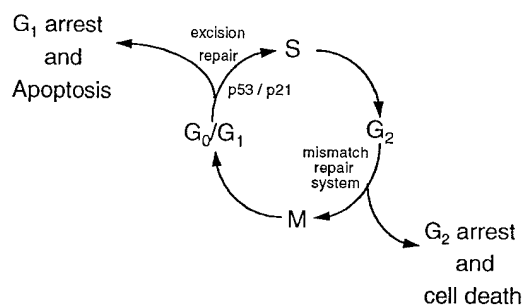 G₁ arrest
and
Apoptosis
excision
repair
S
p53 / p21
G₀/G₁
G₂
mismatch
repair
system
M
G₂ arrest
and
cell death